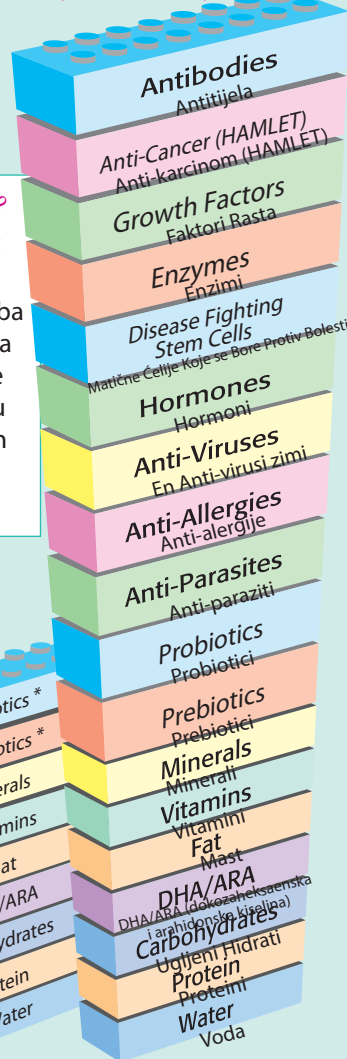 Antibodies
Antitijela
Anti-Cancer (HAMLET)
Anti-karcinom (HAMLET)
Growth Factors
Faktori Rasta
Enzymes
Enzimi
Disease Fighting
Stem Cells
Matične Ćelije Koje se Bore Protiv Bolesti
Hormones
Hormoni
Anti-Viruses
En Anti-virusi zimi
Anti-Allergies
Anti-alergije
Anti-Parasites
Anti-paraziti
Probiotics
Probiotici
Prebiotics
Prebiotici
Minerals
Minerali
Vitamins
Vitamini
Fat
Mast
DHA/ARA
DHA/ARA (dokozaheksaenska
i arahidonska kiselina)
Carbohydrates
Ugljeni Hidrati
Protein
Proteini
Water
Voda
ba
a
e
u
n
otics *
otics *
erals
mins
at
/ARA
ydrates
tein
ater